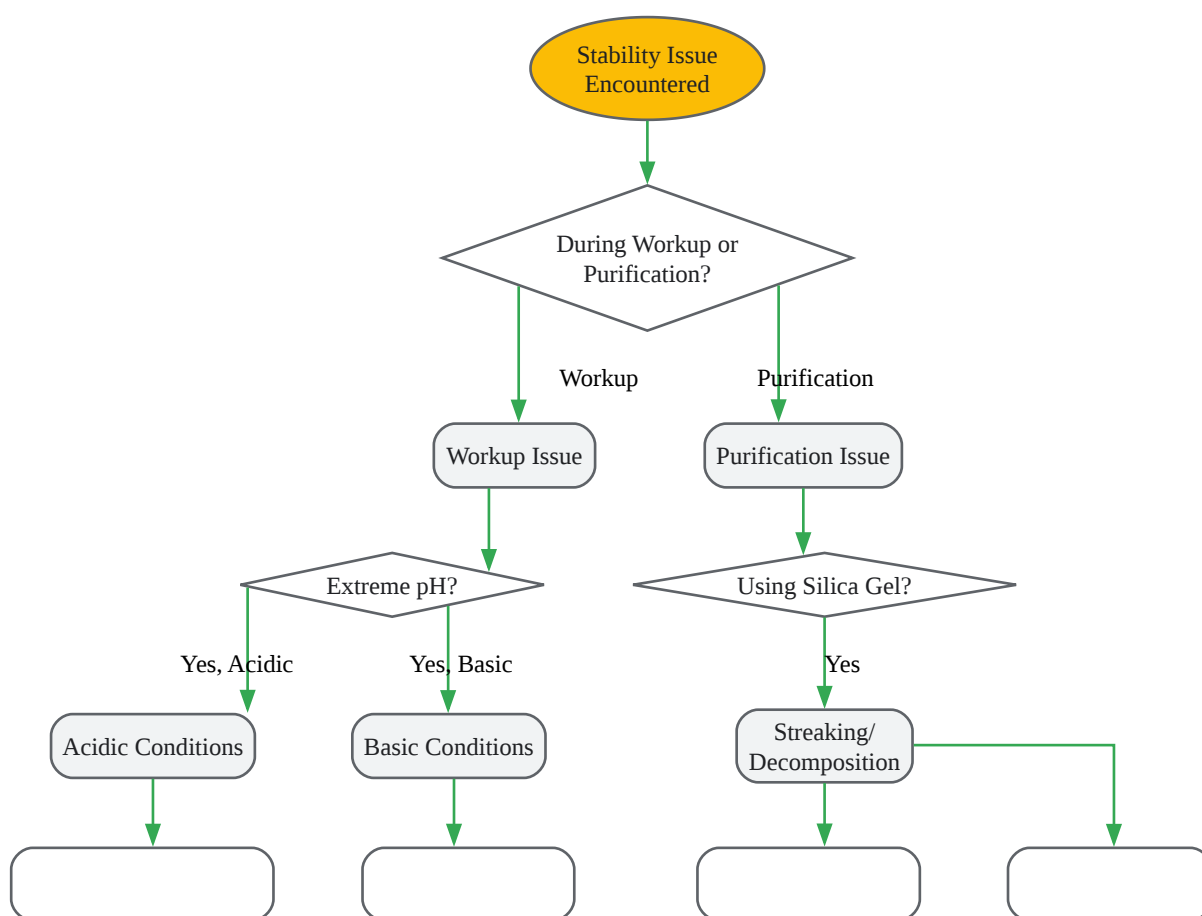 Stability Issue
Encountered
During Workup or
Purification?
Workup
Purification
Workup Issue
Purification Issue
Extreme pH?
Using Silica Gel?
Yes, Acidic
Yes, Basic
Yes
Acidic Conditions
Basic Conditions
Streaking/
Decomposition